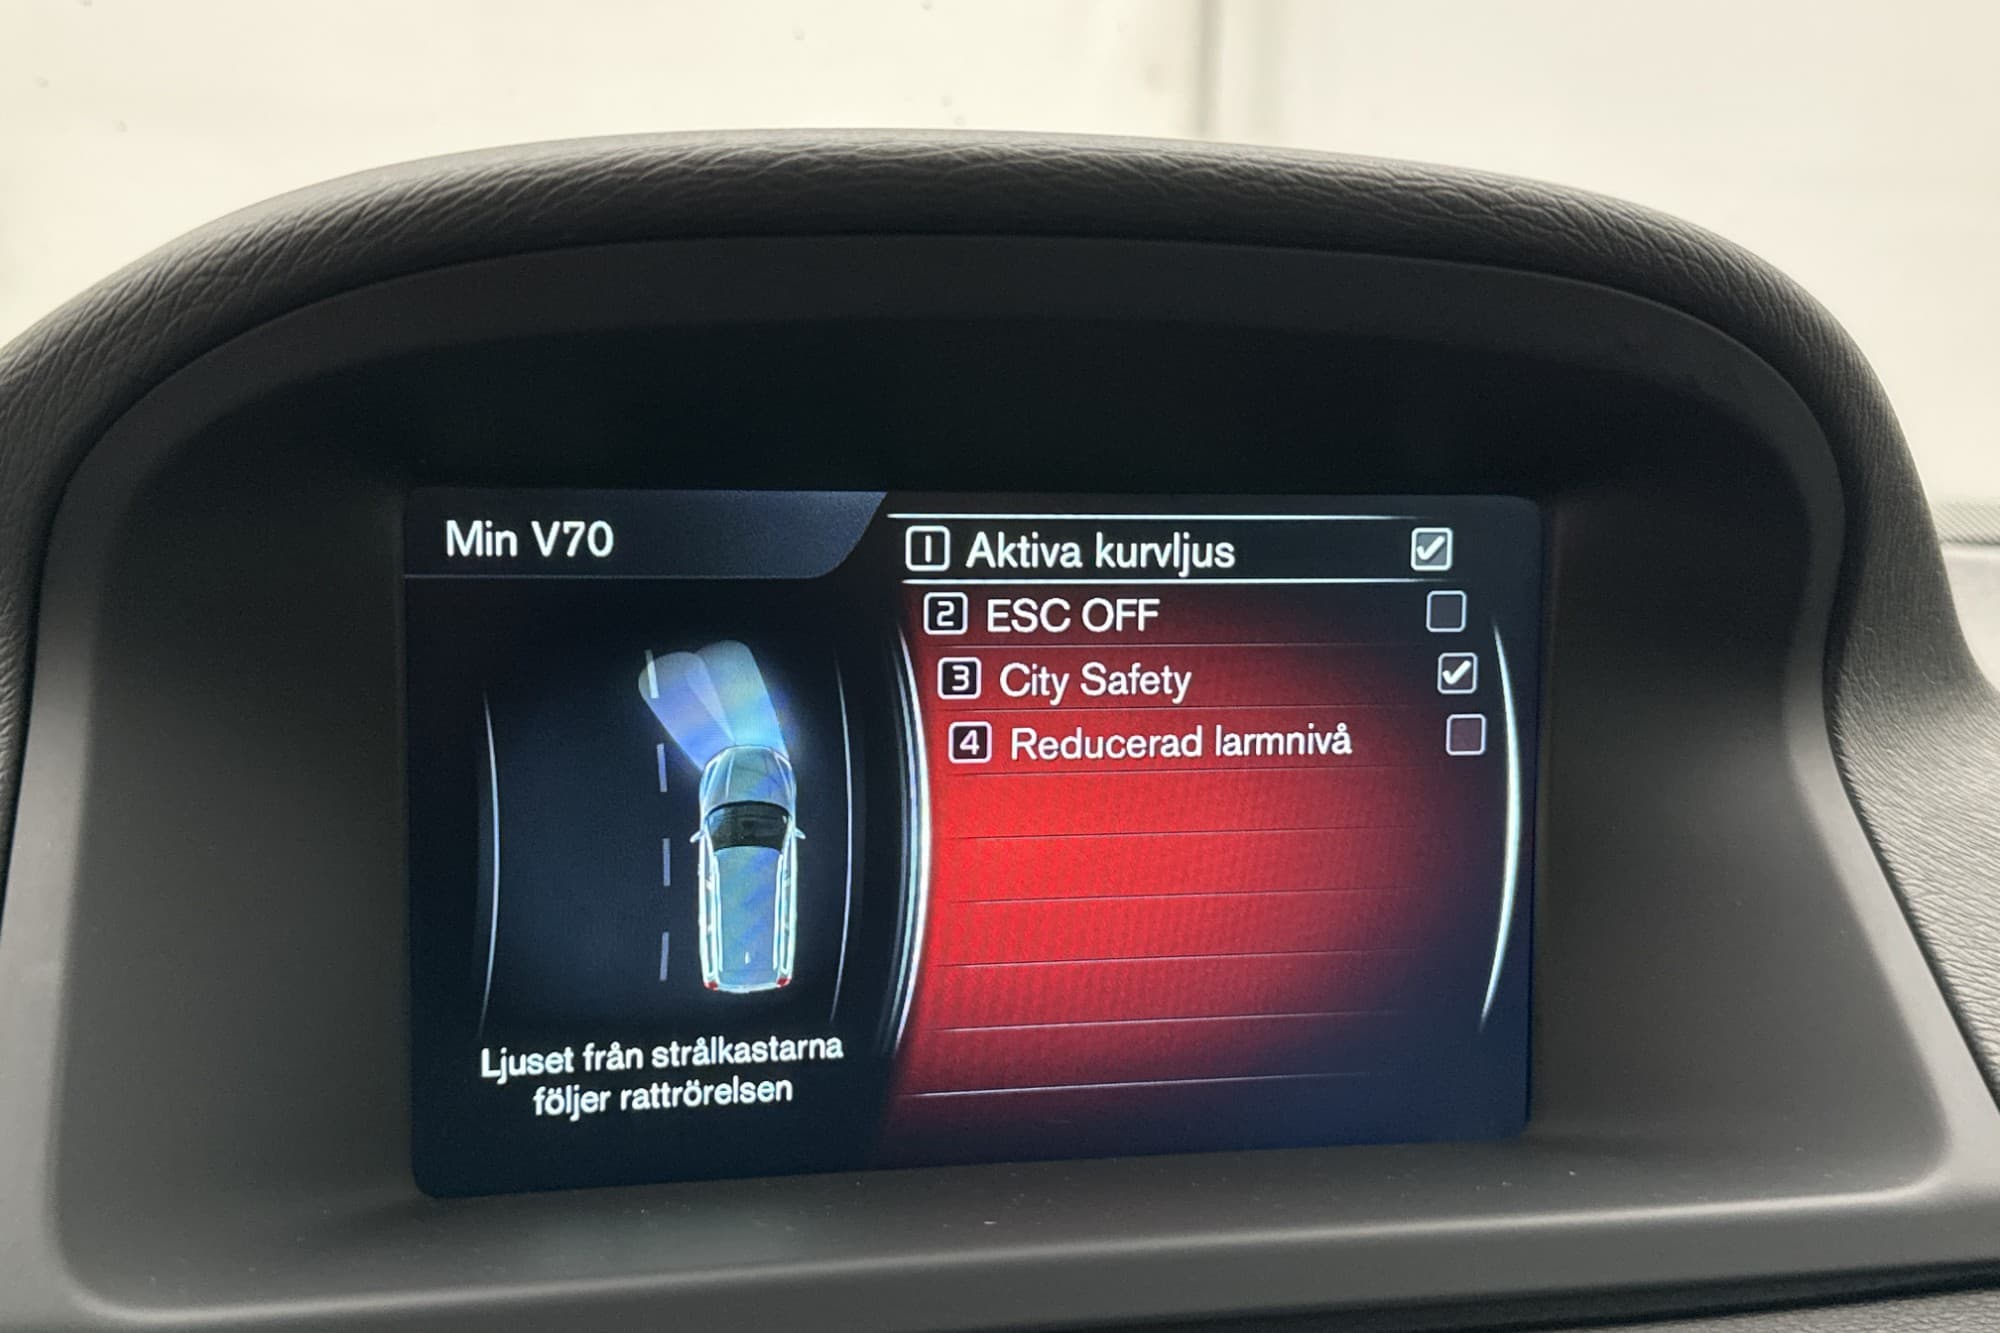 Min V70
1 Aktiva kurvljus
2 ESC OFF
3 City Safety
4 Reducerad larmnivå
Ljuset från strålkastarna
följer rattrörelsen